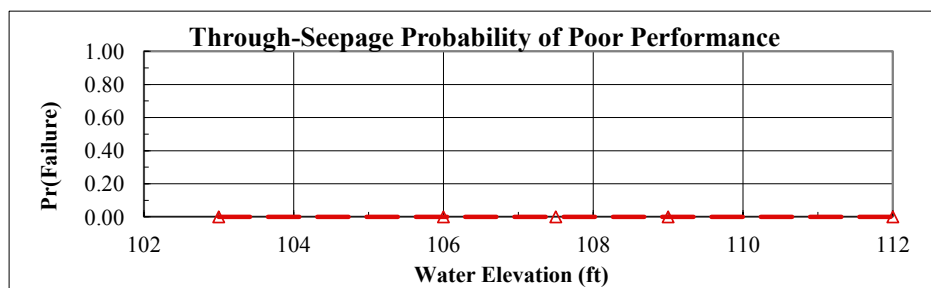 Through-Seepage Probability of Poor Performance
1.00
0.80
0.60
0.40
0.20
0.00
Pr(Failure)
102 104 106 108 110 112
Water Elevation (ft)